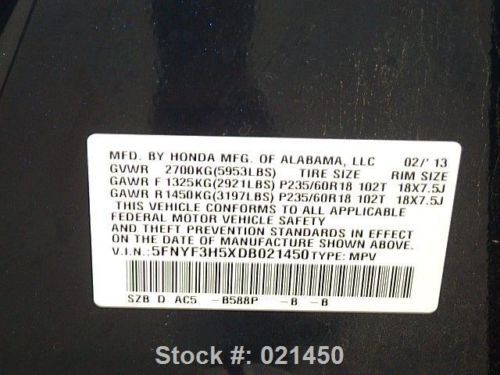 MFD. BY HONDA MFG. OF ALABAMA, LLC 02/'13
GVWR 2700KG(5953LBS) TIRE SIZE RIM SIZE
GAWR F 1325KG(2921LBS) P235/60R18 102T 18X7.5J
GAWR R1450KG(3197LBS) P235/60R18 102T 18X7.5J
THIS VEHICLE CONFORMS TO ALL APPLICABLE
FEDERAL MOTOR VEHICLE SAFETY AND
THEFT PREVENTION STANDARDS IN EFFECT ON
THE DATE OF MANUFACTURE SHOWN ABOVE.
V.I.N.:5FNYF3H5XDB021450 TYPE: MPV
SZB D AC5 -B588P -B -B
Stock #: 021450